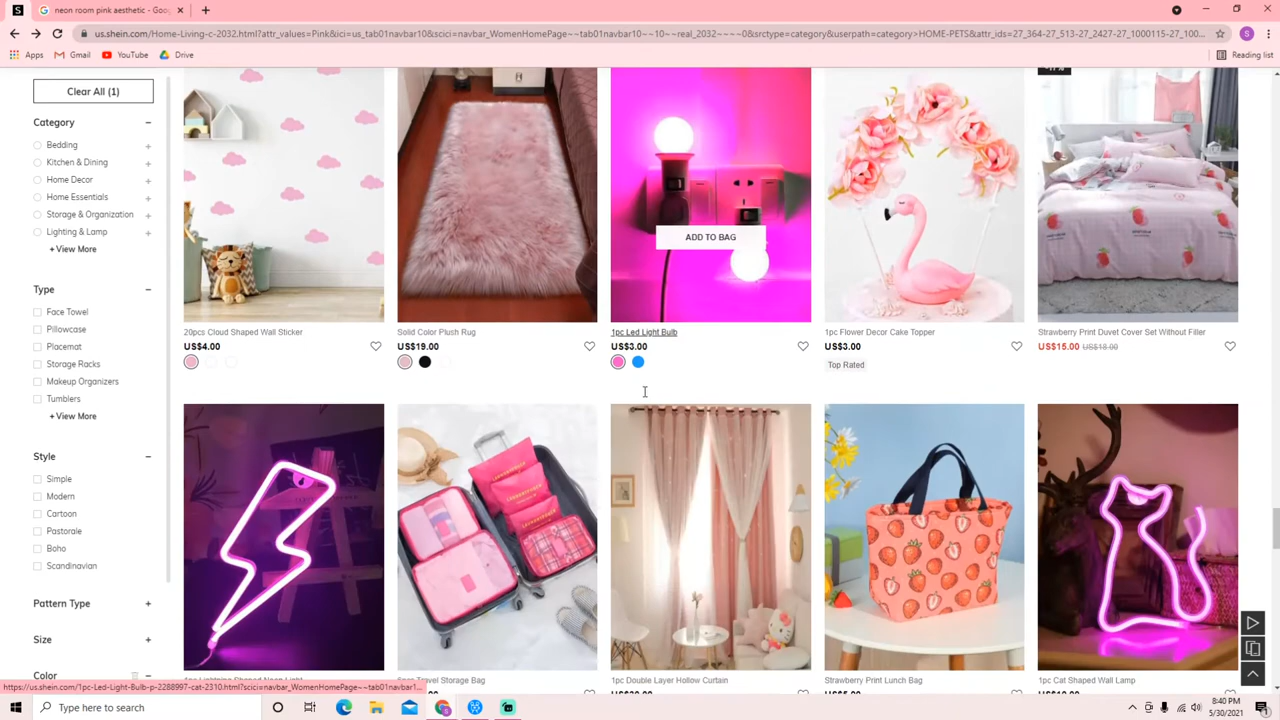 S neon room pink aesthetic - Goo × +
us.shein.com/Home-Living-c-2032.html?attr_values=Pink&ici=us_tab01navbar10&scici=navbar_WomenHomePage~~tab01navbar10~~10~~real_2032~~~~0&srctype=category&userpath=category>HOME-PETS&attr_ids=27_364-27_513-27_2427-27_1000115-27_100... S
Apps Gmail YouTube Drive Reading list
Clear All (1)
Category −
Bedding +
Kitchen & Dining +
Home Decor +
Home Essentials +
Storage & Organization +
Lighting & Lamp +
+ View More
ADD TO BAG
Type −
Face Towel
Pillowcase
Placemat
Storage Racks
Makeup Organizers
Tumblers
+ View More
20pcs Cloud Shaped Wall Sticker
US$4.00
Solid Color Plush Rug
US$19.00
1pc Led Light Bulb
US$3.00
1pc Flower Decor Cake Topper
US$3.00
Top Rated
Strawberry Print Duvet Cover Set Without Filler
US$15.00 US$18.00
Style −
Simple
Modern
Cartoon
Pastorale
Boho
Scandinavian
Pattern Type +
Size +
Color
Travel Storage Bag
1pc Double Layer Hollow Curtain
Strawberry Print Lunch Bag
1pc Cat Shaped Wall Lamp
https://us.shein.com/1pc-Led-Light-Bulb-p-2288997-cat-2310.html?scici=navbar_WomenHomePage~~tab01navbar1...
Type here to search
8:40 PM
5/30/2021